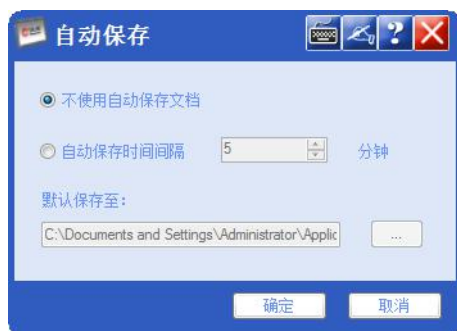 自动保存
?
不使用自动保存文档
自动保存时间间隔 5 分钟
默认保存至:
C:\Documents and Settings\Administrator\Applic ...
确定 取消